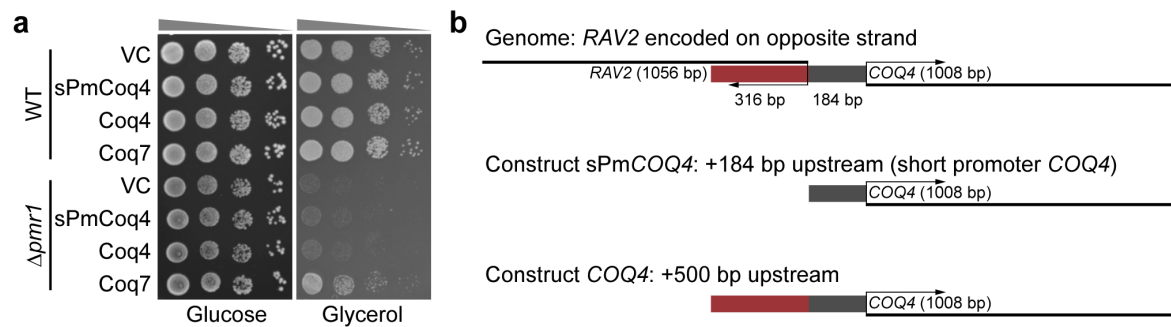 a
WT
VC
sPmCoq4
Coq4
Coq7
Δpmr1
VC
sPmCoq4
Coq4
Coq7
Glucose
Glycerol
b
Genome: RAV2 encoded on opposite strand
RAV2 (1056 bp)
COQ4 (1008 bp)
316 bp
184 bp
Construct sPmCOQ4: +184 bp upstream (short promoter COQ4)
COQ4 (1008 bp)
Construct COQ4: +500 bp upstream
COQ4 (1008 bp)